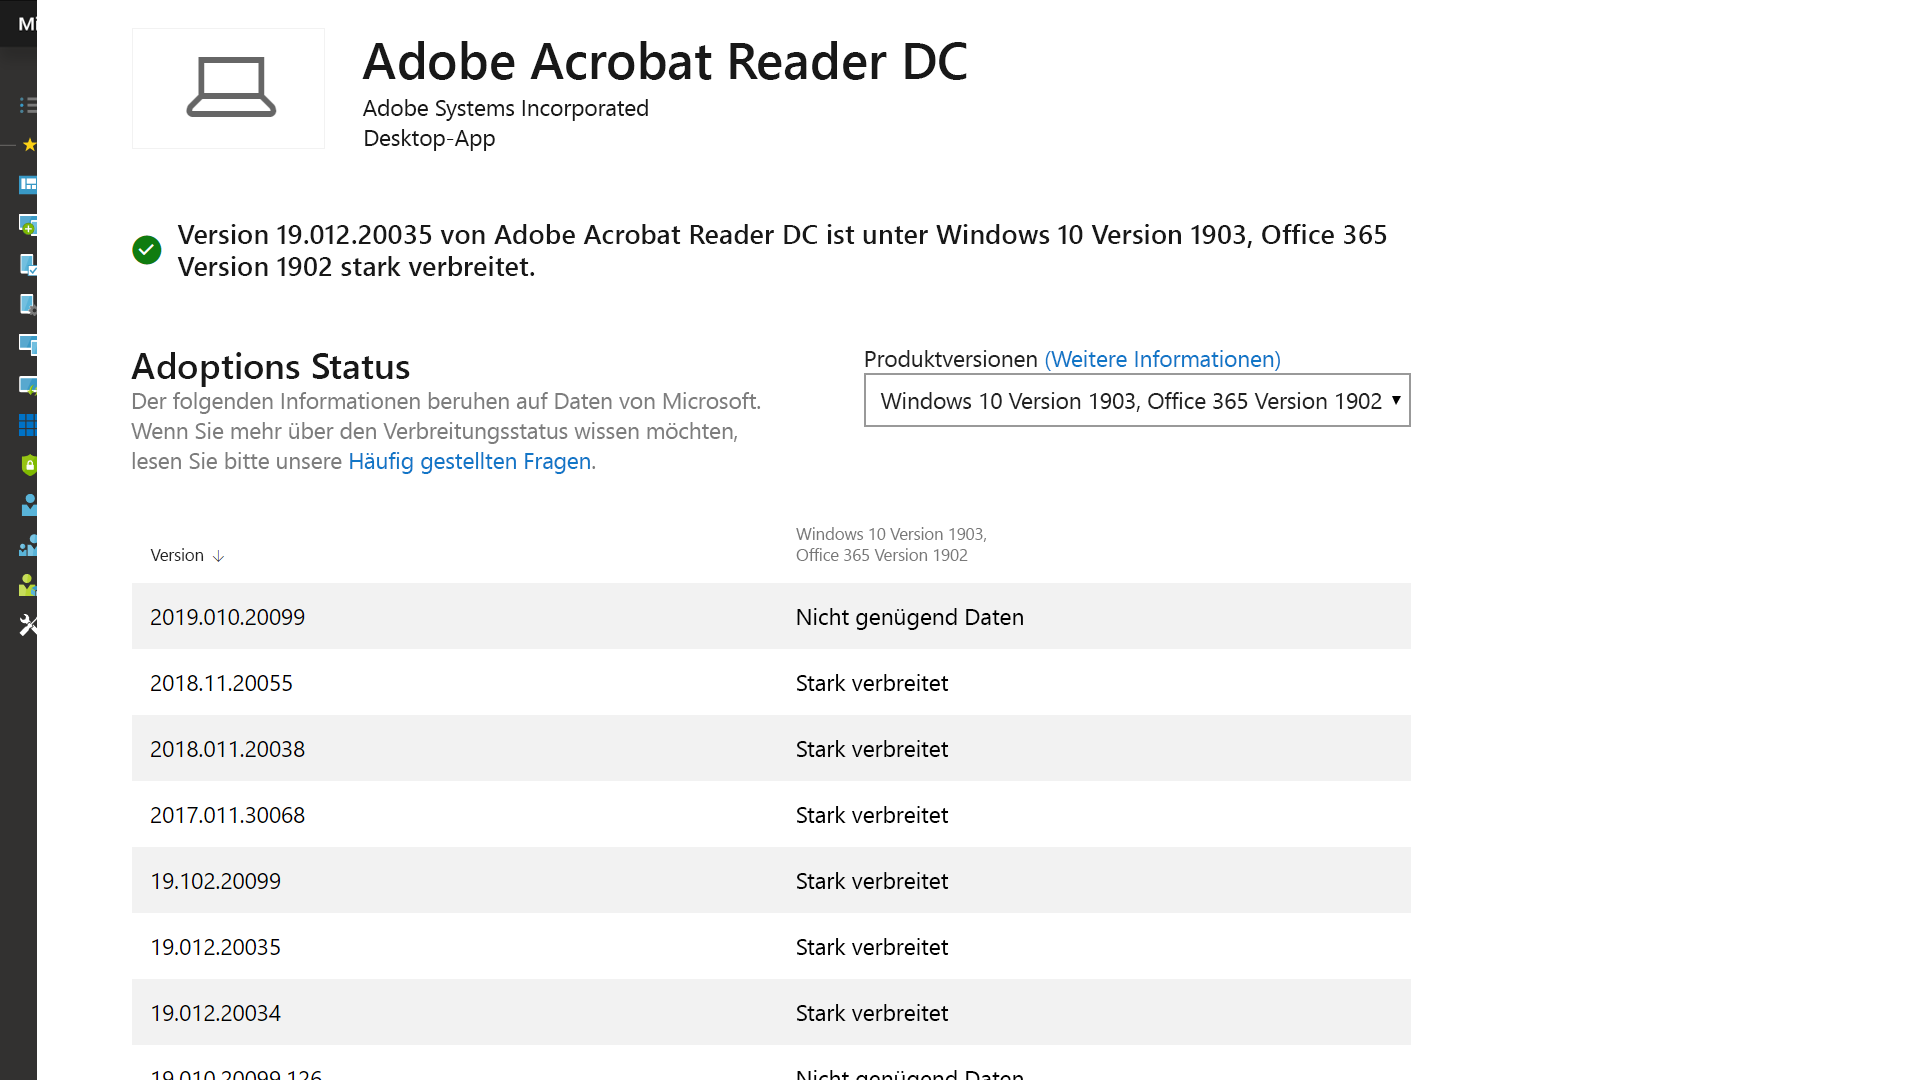 Mi
Adobe Acrobat Reader DC
Adobe Systems Incorporated
Desktop-App
Version 19.012.20035 von Adobe Acrobat Reader DC ist unter Windows 10 Version 1903, Office 365
Version 1902 stark verbreitet.
Adoptions Status
Der folgenden Informationen beruhen auf Daten von Microsoft.
Wenn Sie mehr über den Verbreitungsstatus wissen möchten,
lesen Sie bitte unsere Häufig gestellten Fragen.
Produktversionen (Weitere Informationen)
Windows 10 Version 1903, Office 365 Version 1902
Version ↓
Windows 10 Version 1903,
Office 365 Version 1902
2019.010.20099 Nicht genügend Daten
2018.11.20055 Stark verbreitet
2018.011.20038 Stark verbreitet
2017.011.30068 Stark verbreitet
19.102.20099 Stark verbreitet
19.012.20035 Stark verbreitet
19.012.20034 Stark verbreitet
19.010.20099.126 Nicht genügend Daten